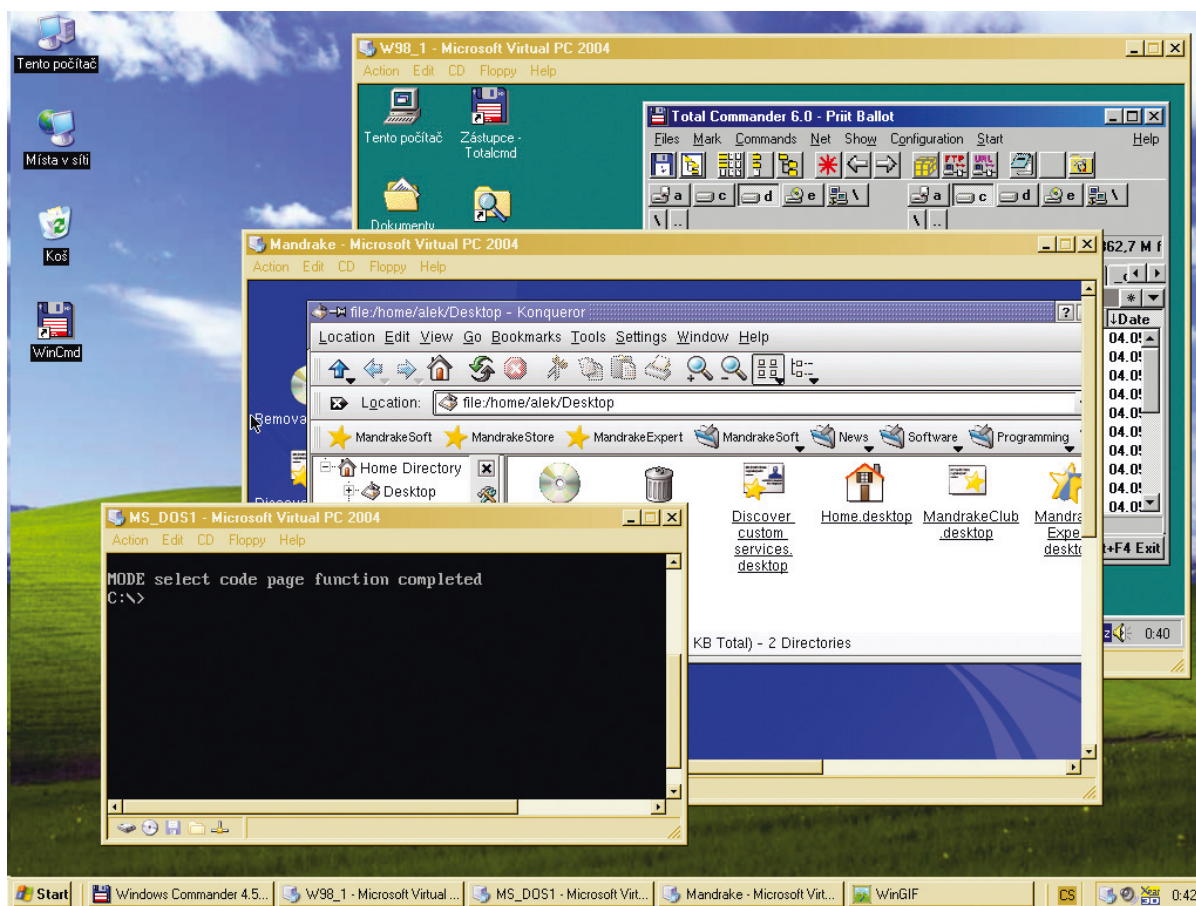 Tento počítač
Místa v síti
Koš
WinCmd
W98_1 - Microsoft Virtual PC 2004
Action Edit CD Floppy Help
Tento počítač
Zástupce -
Totalcmd
Dokumenty
Total Commander 6.0 - Priit Ballot
Files Mark Commands Net Show Configuration Start Help
a c d e \ a c d e \
\ .. \ ..
362,7 M f
↓Date
04.0
04.05
04.05
04.0
04.0
04.0
04.0
04.0
04.0
04.05
t+F4 Exit
0:40
Mandrake - Microsoft Virtual PC 2004
Action Edit CD Floppy Help
Remova
file:/home/alek/Desktop - Konqueror
Location Edit View Go Bookmarks Tools Settings Window Help
Location: file:/home/alek/Desktop
MandrakeSoft MandrakeStore MandrakeExpert MandrakeSoft News Software Programming
Home Directory
Desktop
Discover
custom
services.
desktop
Home.desktop
MandrakeClub
.desktop
Mandra
Expe
deskto
KB Total) - 2 Directories
MS_DOS1 - Microsoft Virtual PC 2004
Action Edit CD Floppy Help
MODE select code page function completed
C:\>
Start Windows Commander 4.5... W98_1 - Microsoft Virtual ... MS_DOS1 - Microsoft Virt... Mandrake - Microsoft Virt... WinGIF CS 0:42